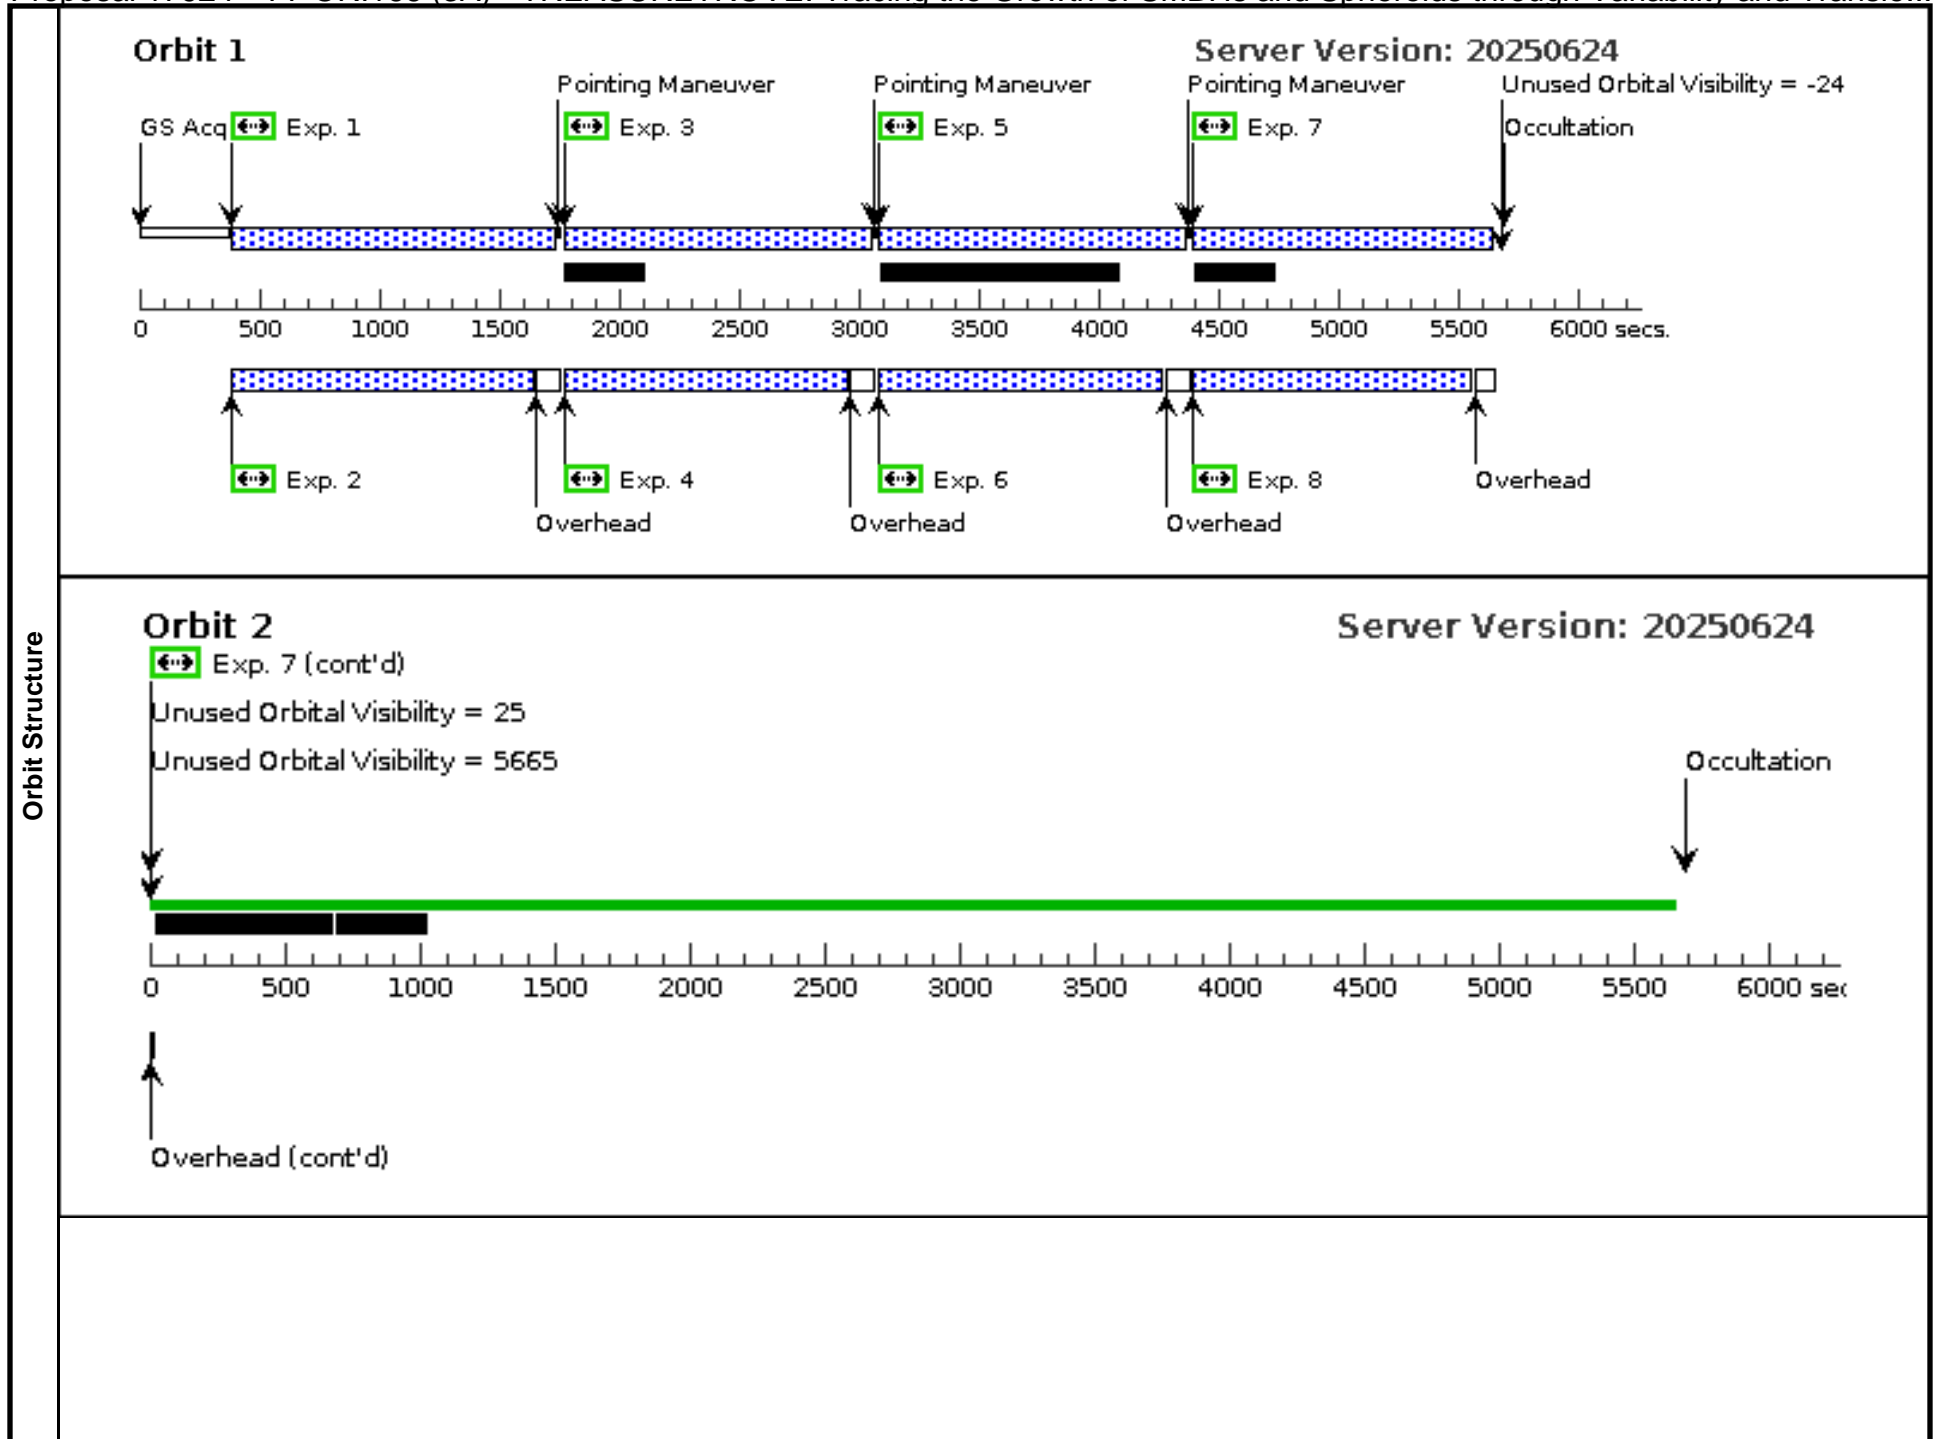 Orbit Structure
Orbit 1
Server Version: 20250624
Pointing Maneuver Pointing Maneuver Pointing Maneuver Unused Orbital Visibility = -24
GS Acq Exp. 1 Exp. 3 Exp. 5 Exp. 7 Occultation
0 500 1000 1500 2000 2500 3000 3500 4000 4500 5000 5500 6000 secs.
Exp. 2 Exp. 4 Exp. 6 Exp. 8 Overhead
Overhead Overhead Overhead
Orbit 2
Server Version: 20250624
Exp. 7 (cont'd)
Unused Orbital Visibility = 25
Unused Orbital Visibility = 5665 Occultation
0 500 1000 1500 2000 2500 3000 3500 4000 4500 5000 5500 6000
Overhead (cont'd)